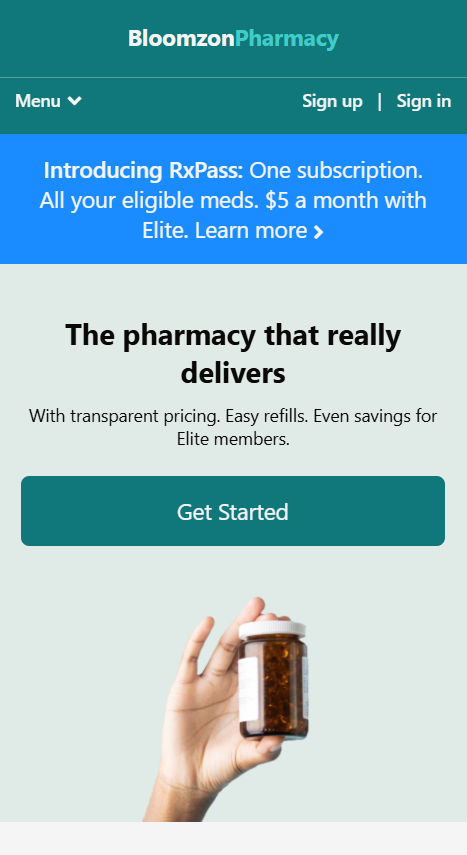 BloomzonPharmacy
Menu
Sign up | Sign in
Introducing RxPass: One subscription.
All your eligible meds. $5 a month with
Elite. Learn more
The pharmacy that really
delivers
With transparent pricing. Easy refills. Even savings for
Elite members.
Get Started